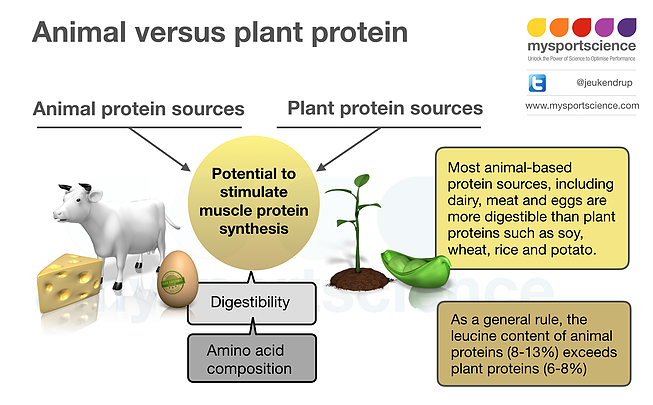 Animal versus plant protein
mysportscience
Unlock the Power of Science to Optimise Performance
@jeukendrup
www.mysportscience.com
Animal protein sources
Plant protein sources
Potential to
stimulate
muscle protein
synthesis
Digestibility
Amino acid
composition
Most animal-based
protein sources, including
dairy, meat and eggs are
more digestible than plant
proteins such as soy,
wheat, rice and potato.
As a general rule, the
leucine content of animal
proteins (8-13%) exceeds
plant proteins (6-8%)
mysportscience